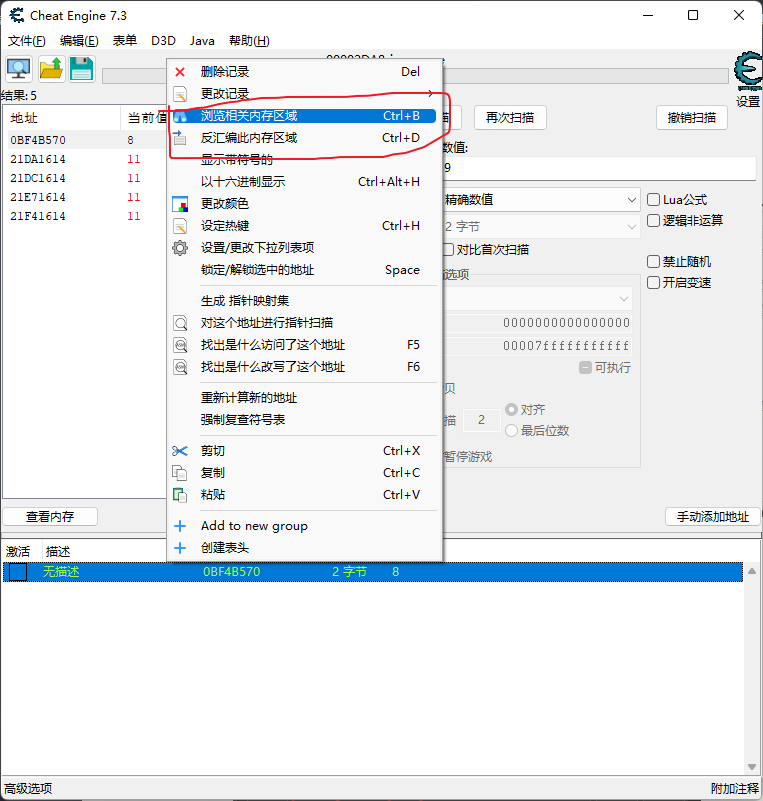 Cheat Engine 7.3
文件(F) 编辑(E) 表单 D3D Java 帮助(H)
设置
结果: 5
地址 当前值
0BF4B570 8
21DA1614 11
21DC1614 11
21E71614 11
21F41614 11
删除记录 Del
更改记录
浏览相关内存区域 Ctrl+B
反汇编此内存区域 Ctrl+D
显示带符号的
以十六进制显示 Ctrl+Alt+H
更改颜色
设定热键 Ctrl+H
设置/更改下拉列表项
锁定/解锁选中的地址 Space
生成 指针映射集
对这个地址进行指针扫描
找出是什么访问了这个地址 F5
找出是什么改写了这个地址 F6
重新计算新的地址
强制复查符号表
剪切 Ctrl+X
复制 Ctrl+C
粘贴 Ctrl+V
Add to new group
创建表头
再次扫描 撤销扫描
数值:
9
精确数值
Lua公式
2 字节
逻辑非运算
对比首次扫描
禁止随机
选项
开启变速
0000000000000000
00007fffffffffff
可执行
2
对齐
最后位数
暂停游戏
查看内存 手动添加地址
激活 描述
无描述 0BF4B570 2 字节 8
高级选项 附加注释